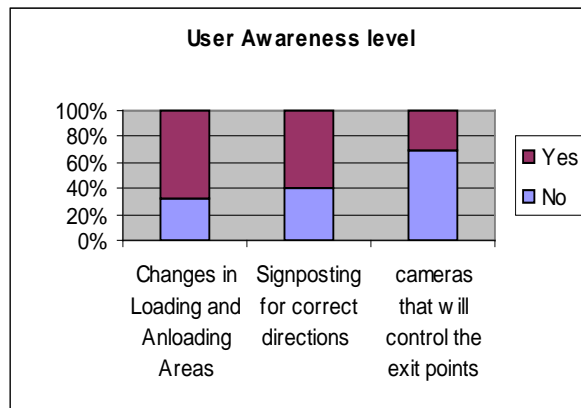 User Awareness level
100%
80%
60%
40%
20%
0%
Yes
No
Changes in
Loading and
Anloading
Areas
Signposting
for correct
directions
cameras
that will
control the
exit points